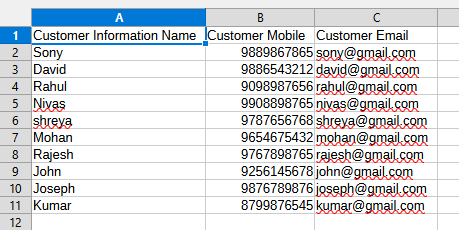 A B C
1 Customer Information Name Customer Mobile Customer Email
2 Sony 9889867865 sony@gmail.com
3 David 9886543212 david@gmail.com
4 Rahul 9098987656 rahul@gmail.com
5 Nivas 9908898765 nivas@gmail.com
6 shreya 9787656768 shreya@gmail.com
7 Mohan 9654675432 mohan@gmail.com
8 Rajesh 9767898765 rajesh@gmail.com
9 John 9256145678 john@gmail.com
10 Joseph 9876789876 joseph@gmail.com
11 Kumar 8799876545 kumar@gmail.com
12